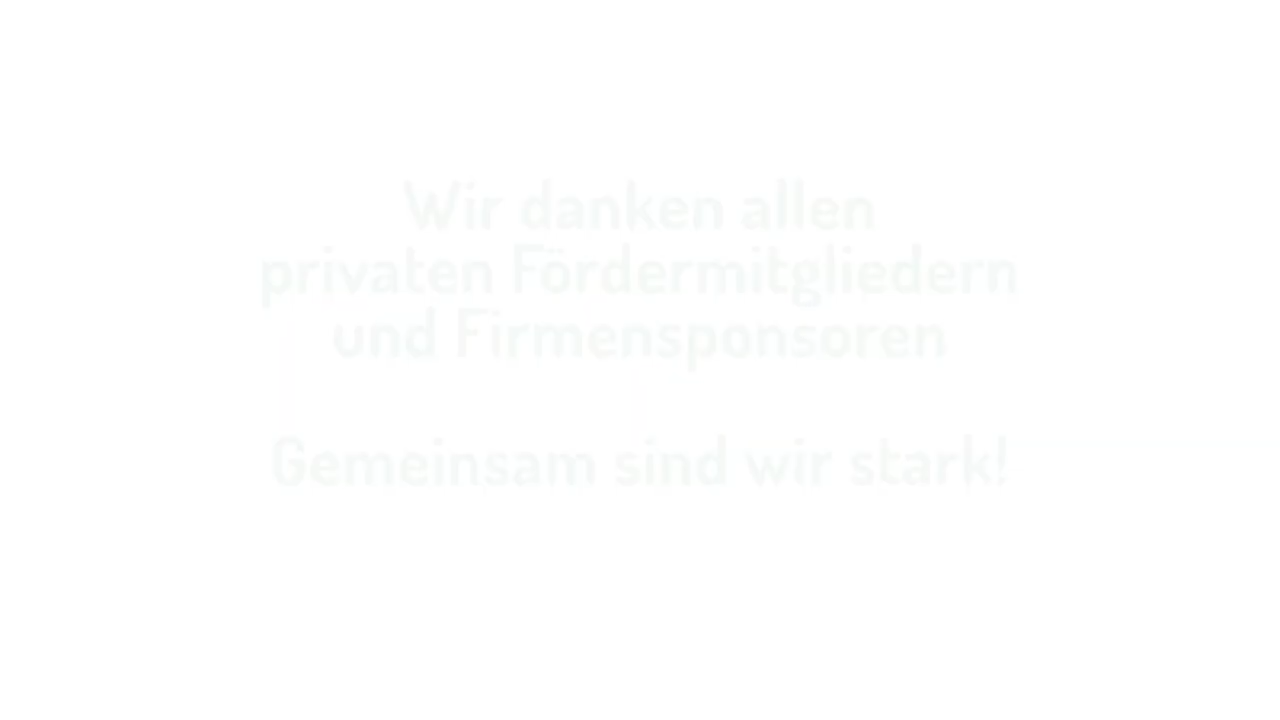 Wir danken allen
privaten Fördermitgliedern
und Firmensponsoren
Gemeinsam sind wir stark!